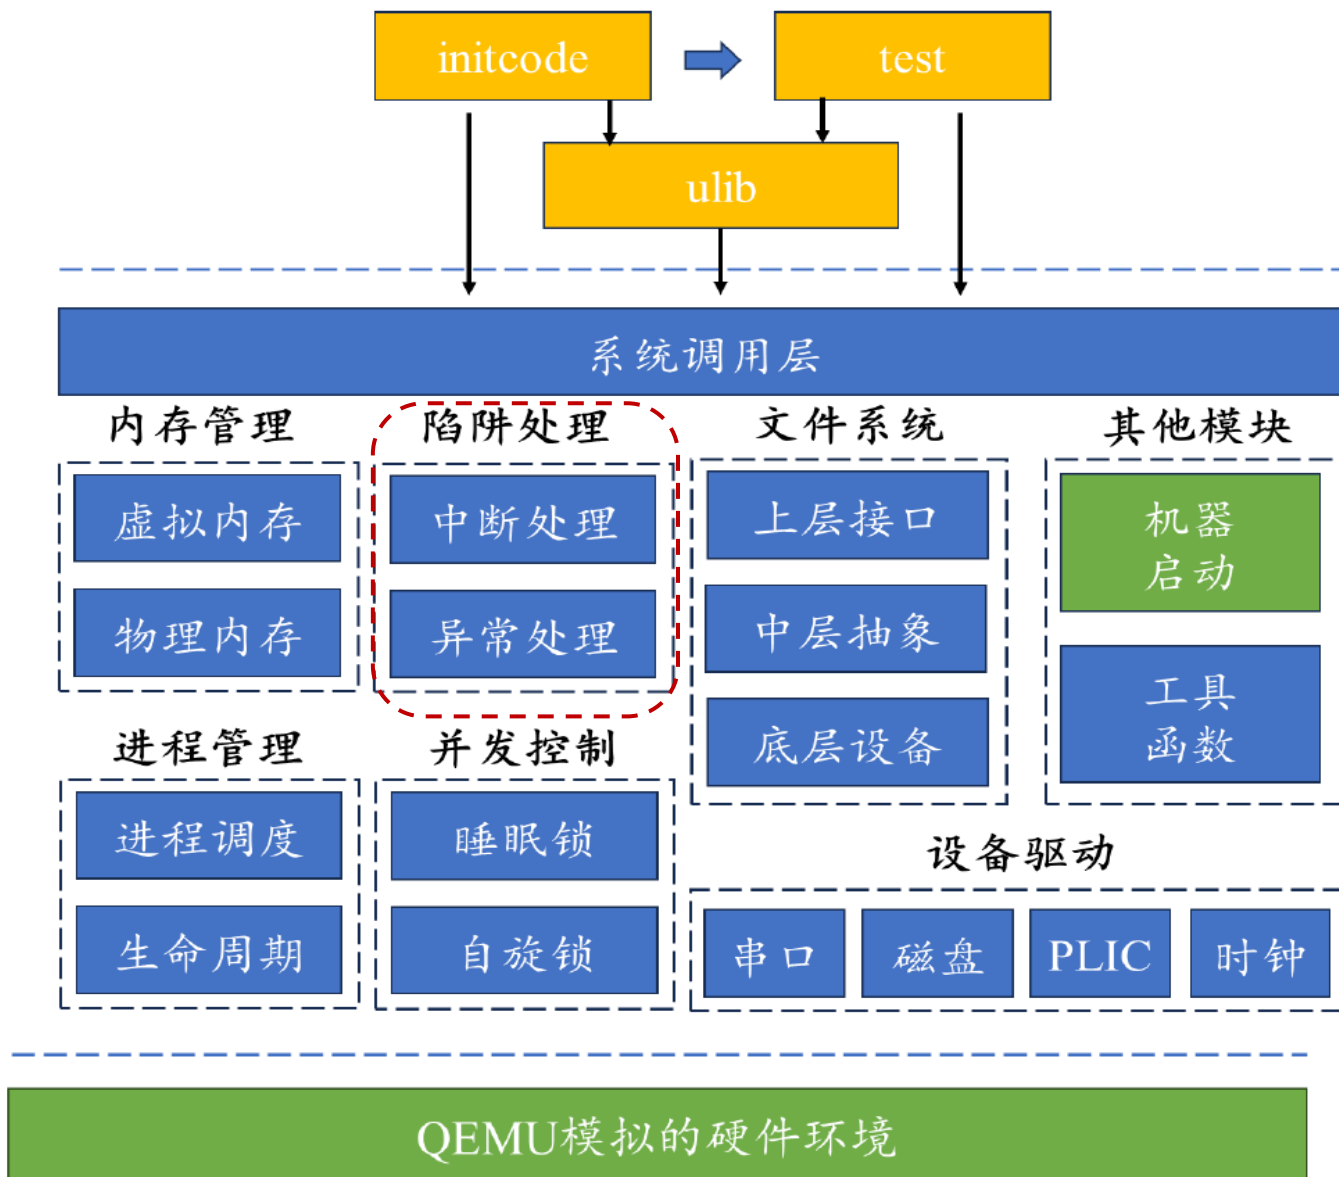 initcode
test
ulib
系统调用层
内存管理
陷阱处理
文件系统
其他模块
虚拟内存
中断处理
上层接口
机器
启动
物理内存
异常处理
中层抽象
工具
函数
底层设备
进程管理
并发控制
进程调度
睡眠锁
设备驱动
生命周期
自旋锁
串口
磁盘
PLIC
时钟
QEMU模拟的硬件环境